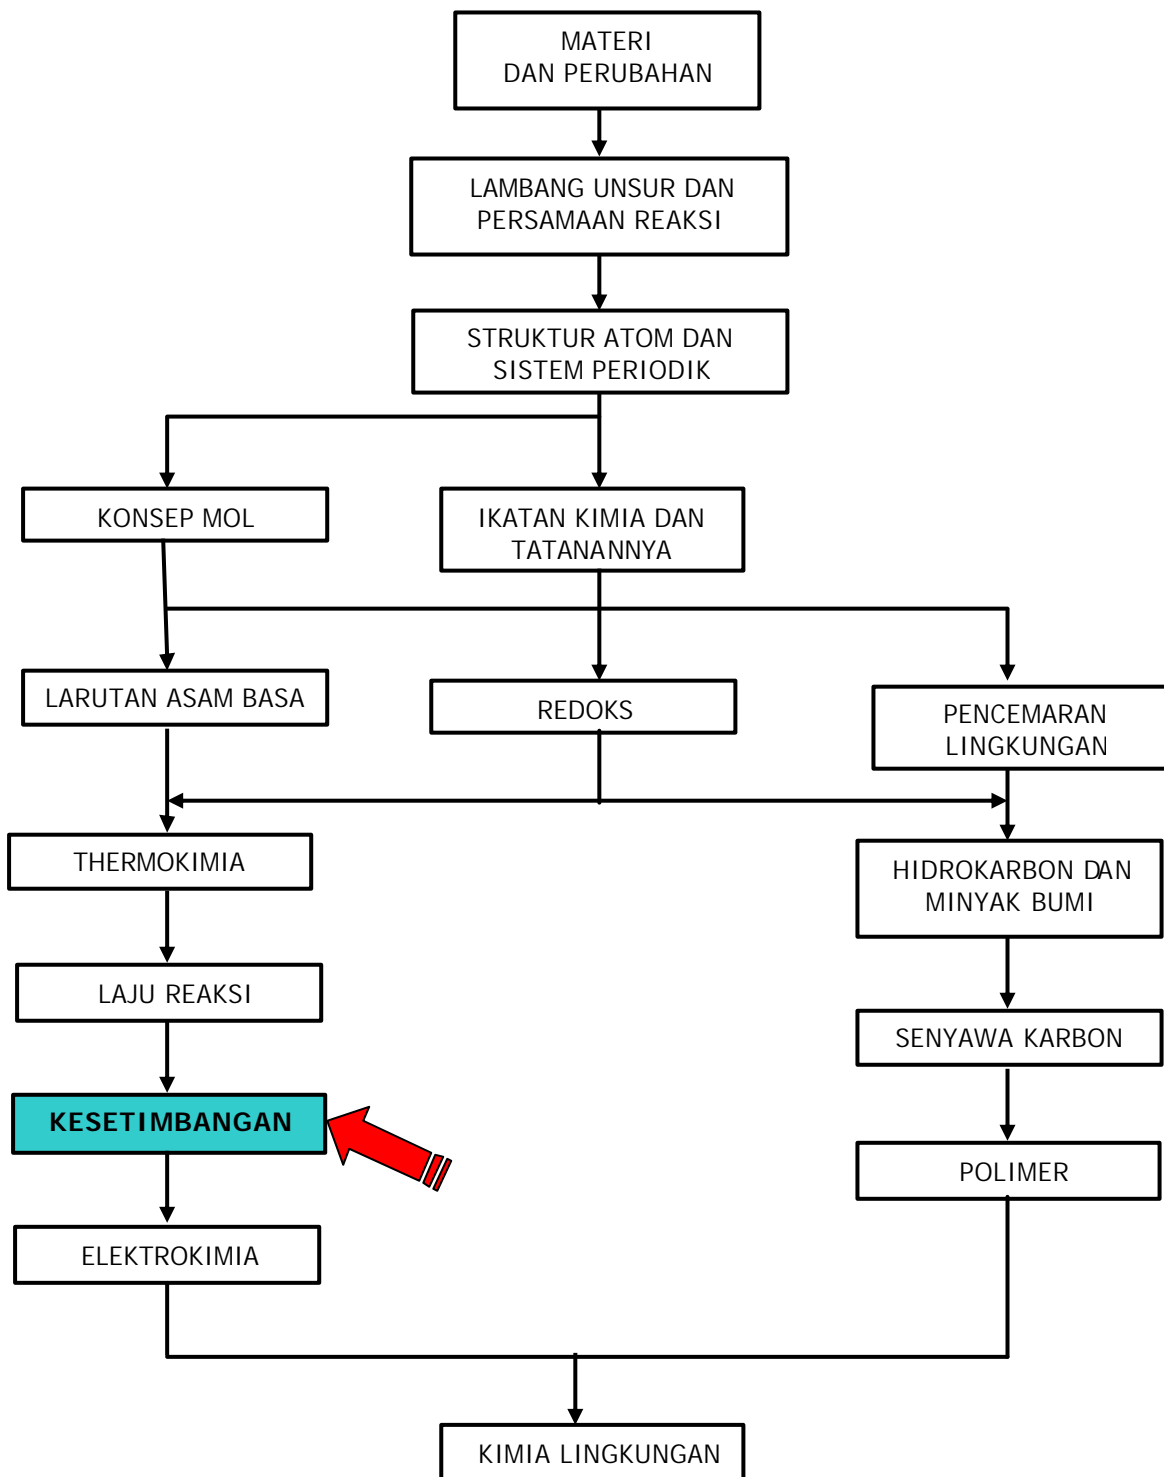 MATERI
DAN PERUBAHAN
LAMBANG UNSUR DAN
PERSAMAAN REAKSI
STRUKTUR ATOM DAN
SISTEM PERIODIK
KONSEP MOL
IKATAN KIMIA DAN
TATANANNYA
LARUTAN ASAM BASA
REDOKS
PENCEMARAN
LINGKUNGAN
THERMOKIMIA
HIDROKARBON DAN
MINYAK BUMI
LAJU REAKSI
SENYAWA KARBON
KESETIMBANGAN
POLIMER
ELEKTROKIMIA
KIMIA LINGKUNGAN